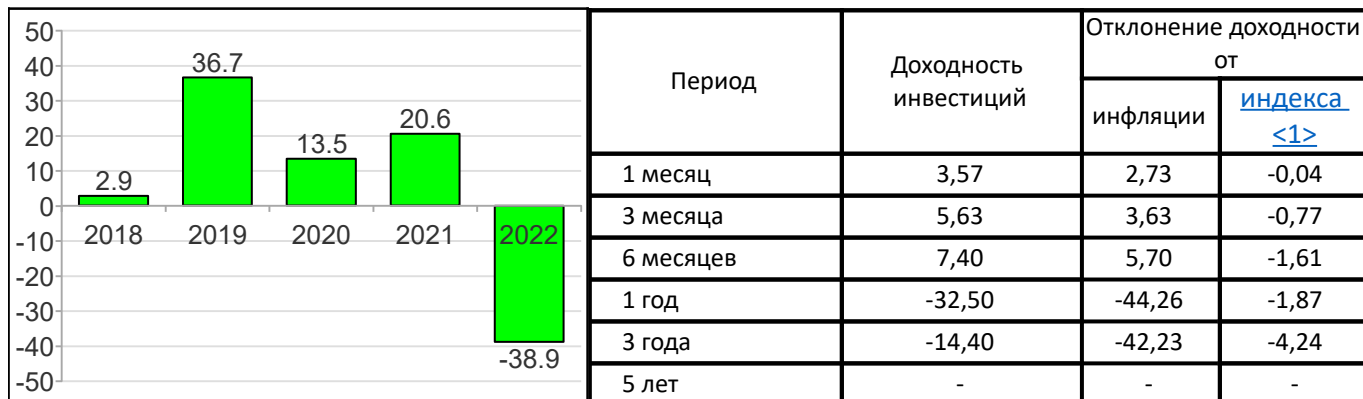 50
40
30
20
10
0
-10
-20
-30
-40
-50
2.9
36.7
13.5
20.6
-38.9
2018
2019
2020
2021
2022
Период
Доходность
инвестиций
Отклонение доходности
от
инфляции
индекса
<1>
1 месяц 3,57 2,73 -0,04
3 месяца 5,63 3,63 -0,77
6 месяцев 7,40 5,70 -1,61
1 год -32,50 -44,26 -1,87
3 года -14,40 -42,23 -4,24
5 лет - - -